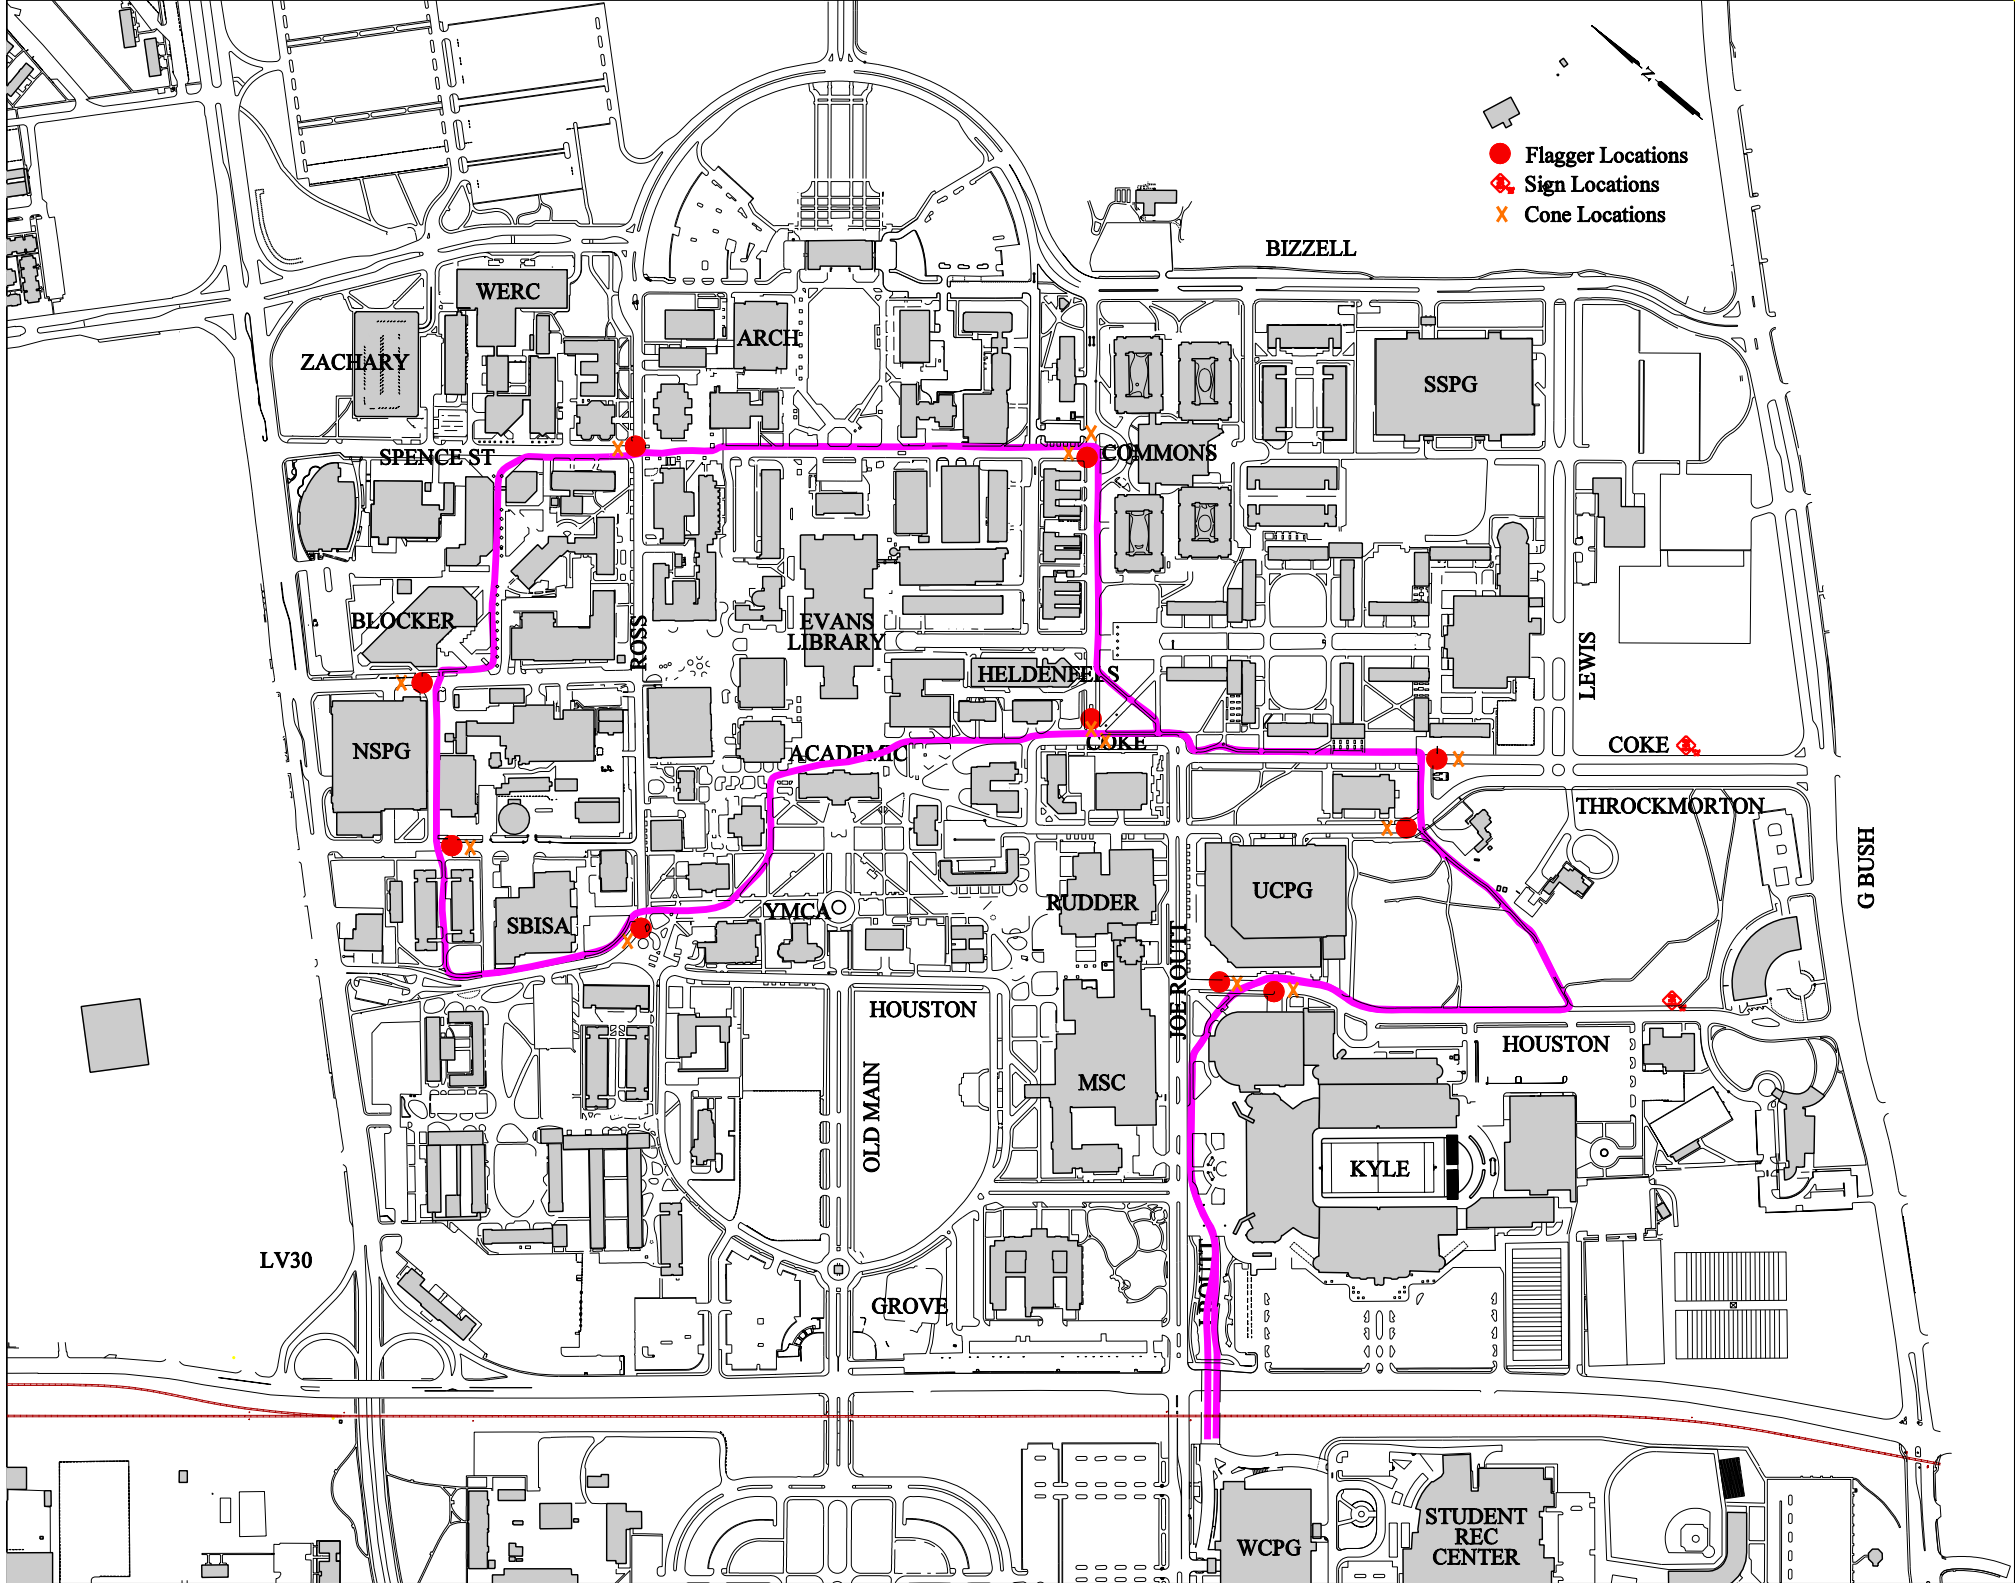 N
Flagger Locations
Sign Locations
Cone Locations
BIZZELL
WERC
ARCH
ZACHARY
SSPG
SPENCE ST
COMMONS
BLOCKER
EVANS
LIBRARY
ROSS
HELDENFELS
LEWIS
NSPG
ACADEMIC
COKE
COKE
THROCKMORTON
G BUSH
UCPG
RUDDER
YMCA
SBISA
JOE ROUTT
HOUSTON
HOUSTON
OLD MAIN
MSC
KYLE
LV30
GROVE
ROUTT
STUDENT
REC
CENTER
WCPG